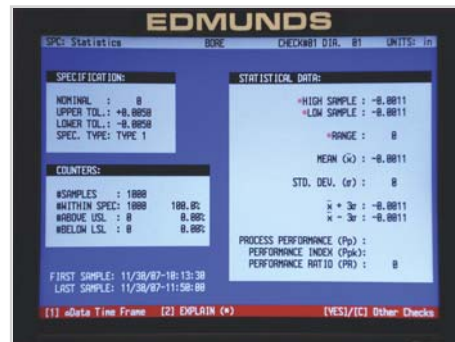 EDMUNDS
SPC: Statistics BORE CHECK#01 DIA. 01 UNITS: in
SPECIFICATION:
NOMINAL : 0
UPPER TOL.: +0.0050
LOWER TOL.: -0.0050
SPEC. TYPE: TYPE 1
COUNTERS:
#SAMPLES : 1000
#WITHIN SPEC: 1000 100.0%
#ABOVE USL : 0 0.00%
#BELOW LSL : 0 0.00%
FIRST SAMPLE: 11/30/07-10:13:30
LAST SAMPLE: 11/30/07-11:50:00
STATISTICAL DATA:
*HIGH SAMPLE : -0.0011
*LOW SAMPLE : -0.0011
*RANGE : 0
MEAN (x̄) : -0.0011
STD. DEV. (σ) : 0
x̄ + 3σ : -0.0011
x̄ - 3σ : -0.0011
PROCESS PERFORMANCE (Pp) :
PERFORMANCE INDEX (Ppk):
PERFORMANCE RATIO (PR) : 0
[1] Data Time Frame [2] EXPLAIN (*) [YES]/[C] Other Checks